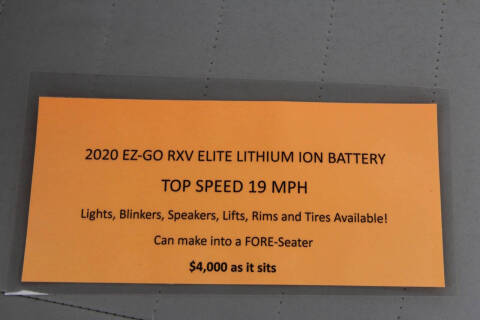 2020 EZ-GO RXV ELITE LITHIUM ION BATTERY
TOP SPEED 19 MPH
Lights, Blinkers, Speakers, Lifts, Rims and Tires Available!
Can make into a FORE-Seater
$4,000 as it sits